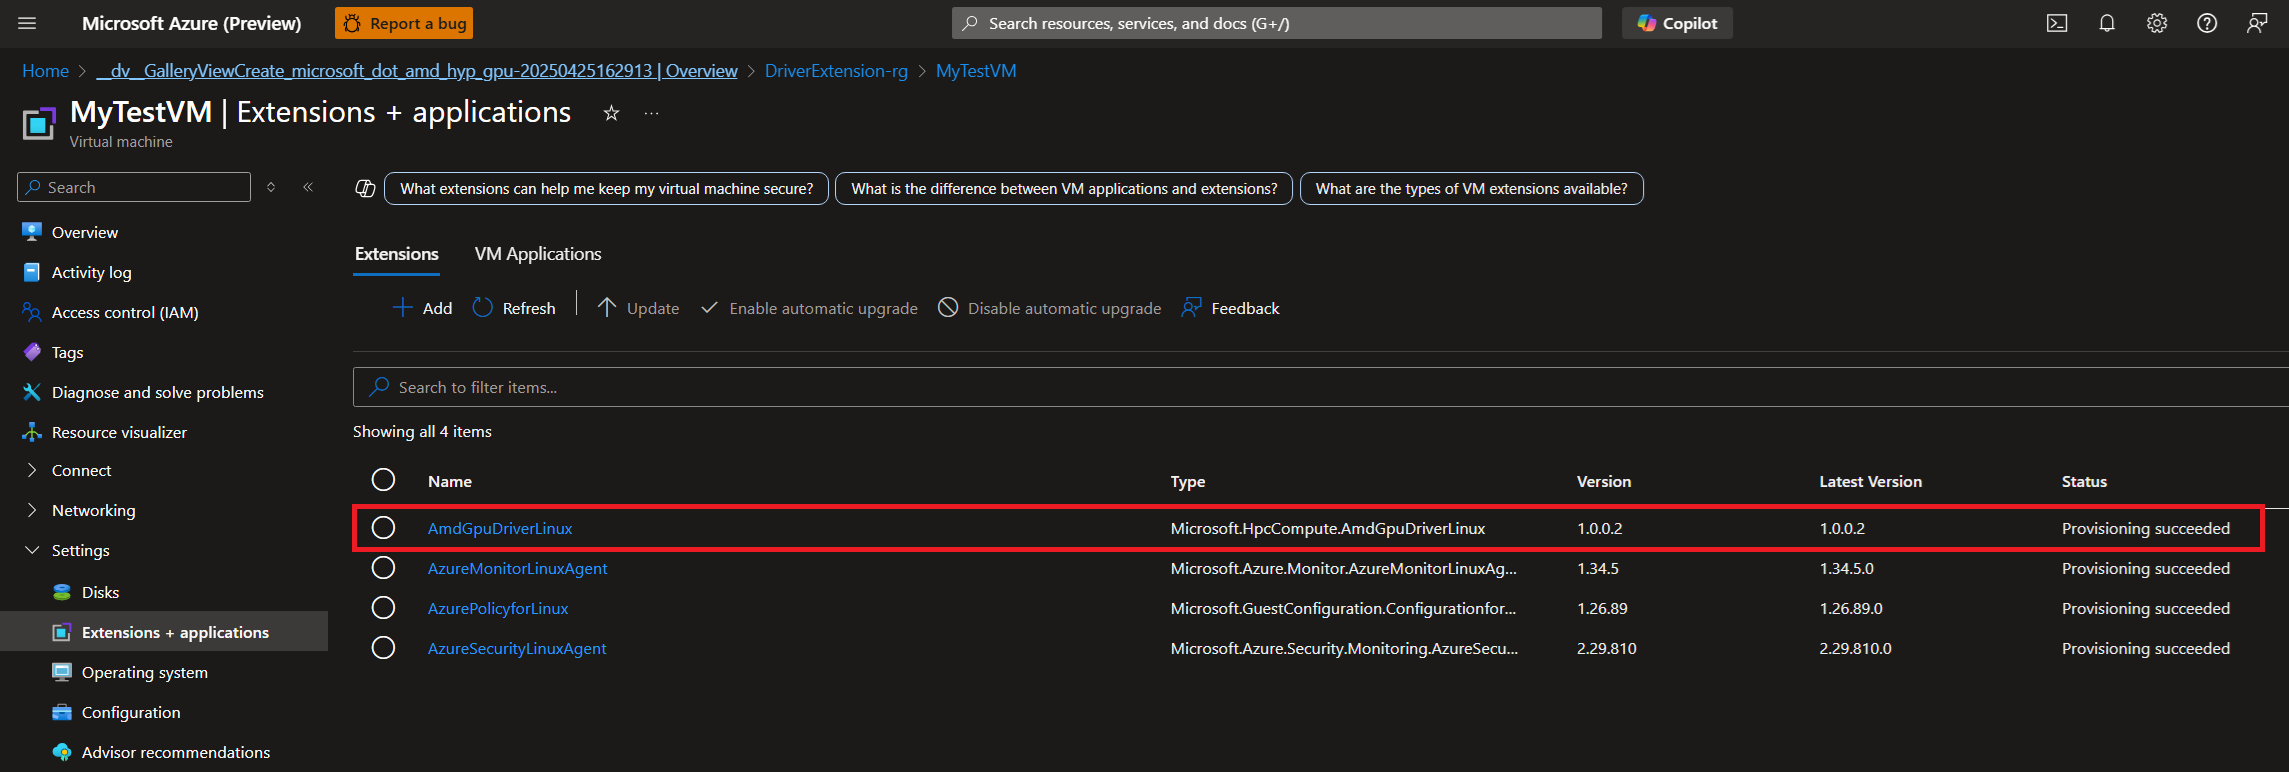 Microsoft Azure (Preview) Report a bug Search resources, services, and docs (G+/) Copilot
Home > __dv__GalleryViewCreate_microsoft_dot_amd_hyp_gpu-20250425162913 | Overview > DriverExtension-rg > MyTestVM
MyTestVM | Extensions + applications ☆ ...
Virtual machine
Search
What extensions can help me keep my virtual machine secure? What is the difference between VM applications and extensions? What are the types of VM extensions available?
Overview
Activity log
Access control (IAM)
Tags
Diagnose and solve problems
Resource visualizer
Connect
Networking
Settings
Disks
Extensions + applications
Operating system
Configuration
Advisor recommendations
Extensions VM Applications
Add Refresh Update Enable automatic upgrade Disable automatic upgrade Feedback
Search to filter items...
Showing all 4 items
Name Type Version Latest Version Status
AmdGpuDriverLinux Microsoft.HpcCompute.AmdGpuDriverLinux 1.0.0.2 1.0.0.2 Provisioning succeeded
AzureMonitorLinuxAgent Microsoft.Azure.Monitor.AzureMonitorLinuxAg... 1.34.5 1.34.5.0 Provisioning succeeded
AzurePolicyforLinux Microsoft.GuestConfiguration.Configurationfor... 1.26.89 1.26.89.0 Provisioning succeeded
AzureSecurityLinuxAgent Microsoft.Azure.Security.Monitoring.AzureSecu... 2.29.810 2.29.810.0 Provisioning succeeded